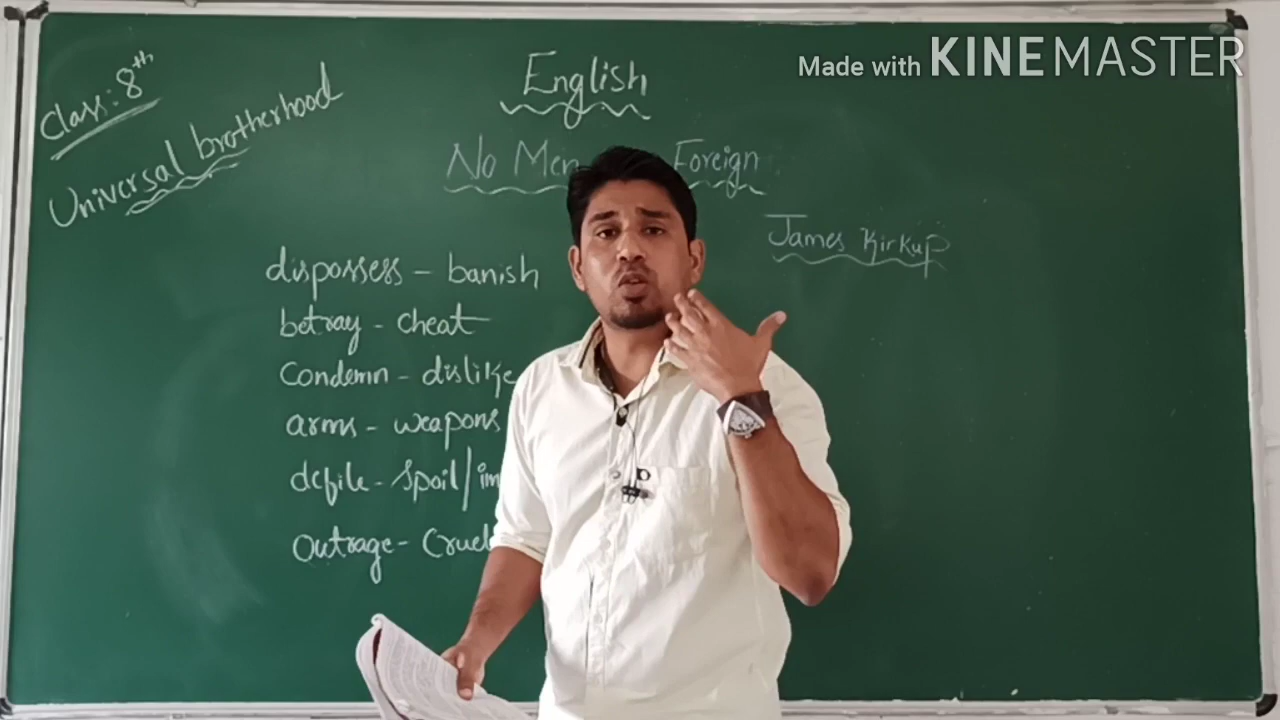 Made with KINEMASTER
Class: 8th
English
Universal brotherhood
No Men Foreign
James Kirkup
dispossess - banish
betray - cheat
Condemn - dislike
arms - weapons
defile - spoil/im
Outrage - Cruel